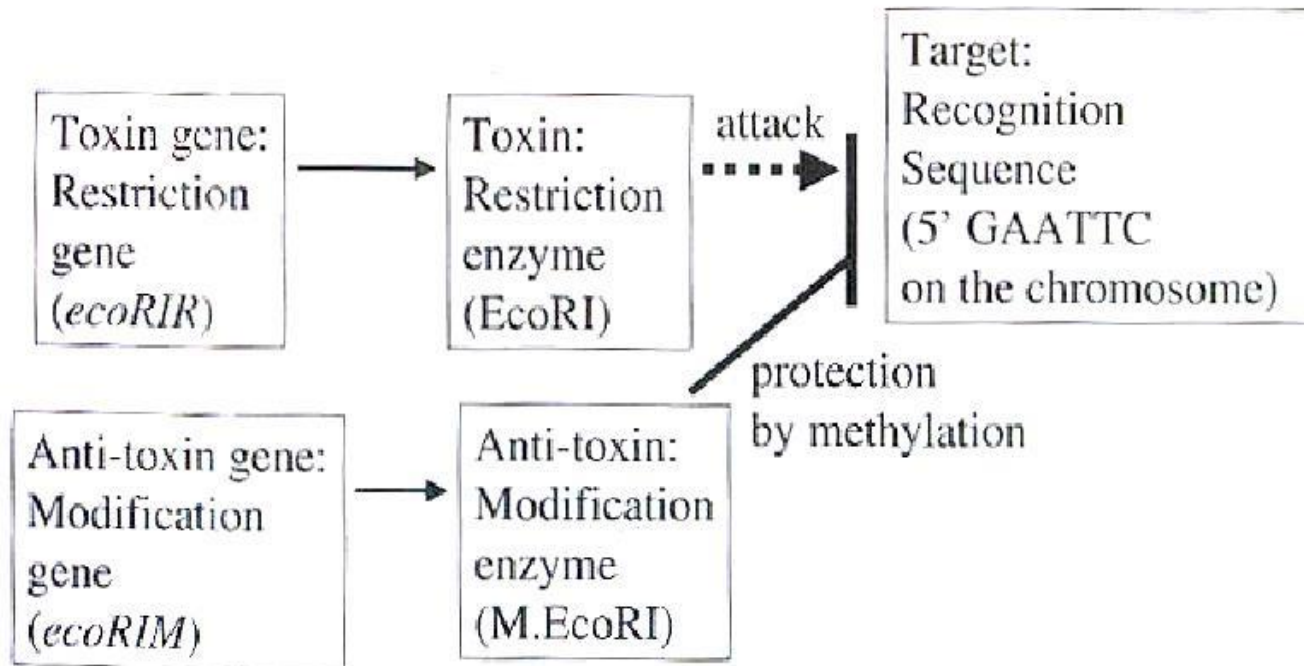 Toxin gene:
Restriction
gene
(ecoRIR)
Toxin:
Restriction
enzyme
(EcoRI)
attack
Target:
Recognition
Sequence
(5’ GAATTC
on the chromosome)
protection
by methylation
Anti-toxin gene:
Modification
gene
(ecoRIM)
Anti-toxin:
Modification
enzyme
(M.EcoRI)